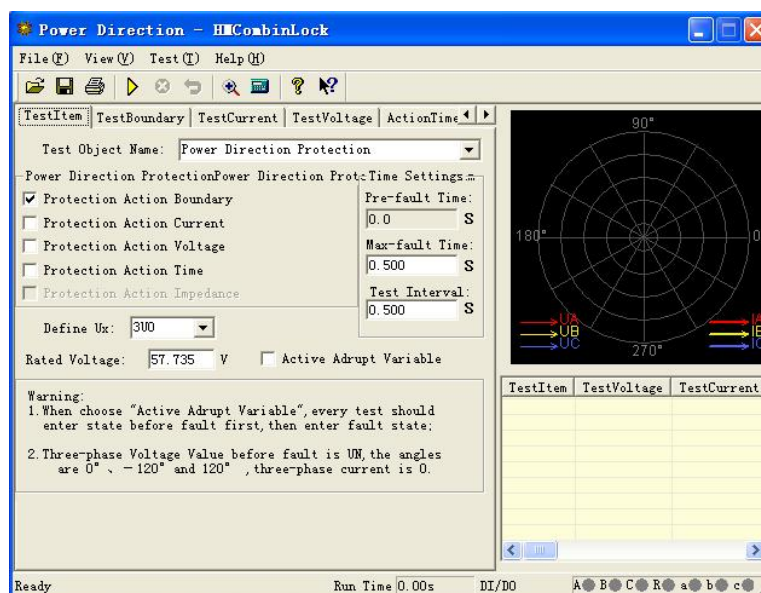 Power Direction - HMCombinLock
File(F) View(V) Test(T) Help(H)
TestItem TestBoundary TestCurrent TestVoltage ActionTime
Test Object Name: Power Direction Protection
Power Direction ProtectionPower Direction Prote
Time Settings
Protection Action Boundary
Pre-fault Time:
0.0 S
Protection Action Current
Protection Action Voltage
Max-fault Time:
0.500 S
Protection Action Time
Protection Action Impedance
Test Interval:
0.500 S
Define Ux: 3U0
Rated Voltage: 57.735 V Active Adrupt Variable
Warning:
1.When choose "Active Adrupt Variable", every test should
enter state before fault first, then enter fault state;
2.Three-phase Voltage Value before fault is UN, the angles
are 0° 、 －120° and 120° , three-phase current is 0.
90°
180° 0°
270°
UA IA
UB IB
UC IC
TestItem TestVoltage TestCurrent
Ready Run Time 0.00s DI/DO A B C R a b c